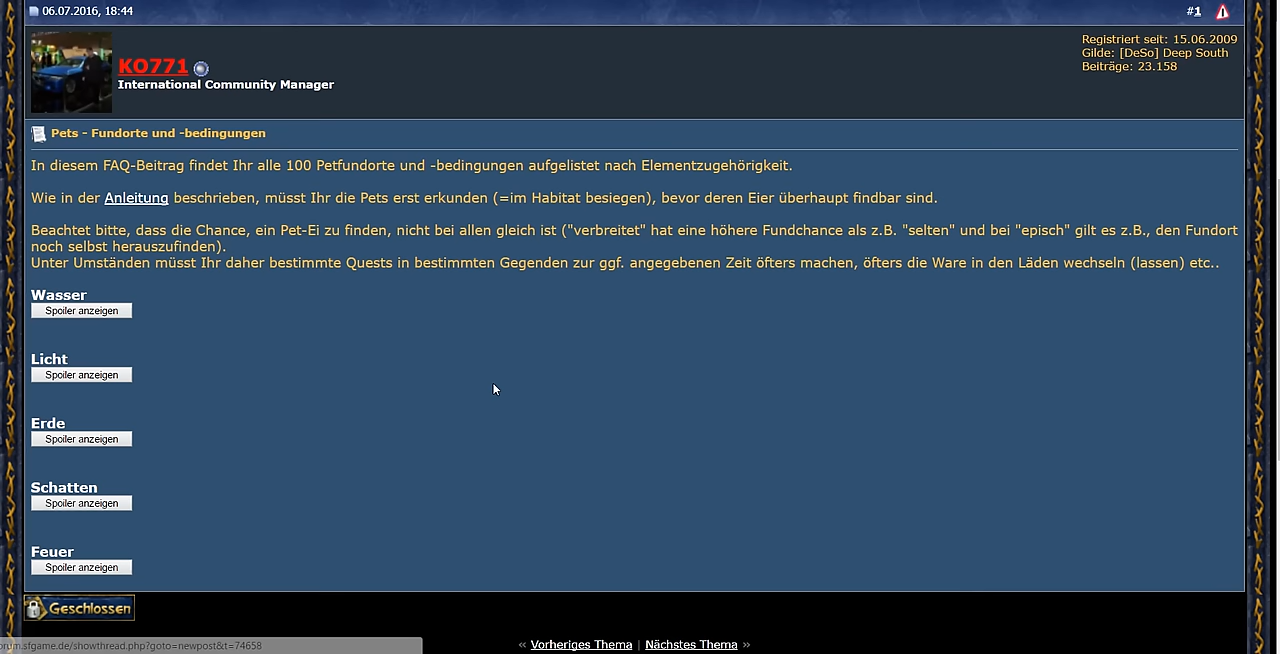 06.07.2016, 18:44
#1
KO771
International Community Manager
Registriert seit: 15.06.2009
Gilde: [DeSo] Deep South
Beiträge: 23.158
Pets - Fundorte und -bedingungen
In diesem FAQ-Beitrag findet Ihr alle 100 Petfundorte und -bedingungen aufgelistet nach Elementzugehörigkeit.
Wie in der Anleitung beschrieben, müsst Ihr die Pets erst erkunden (=im Habitat besiegen), bevor deren Eier überhaupt findbar sind.
Beachtet bitte, dass die Chance, ein Pet-Ei zu finden, nicht bei allen gleich ist ("verbreitet" hat eine höhere Fundchance als z.B. "selten" und bei "episch" gilt es z.B., den Fundort
noch selbst herauszufinden).
Unter Umständen müsst Ihr daher bestimmte Quests in bestimmten Gegenden zur ggf. angegebenen Zeit öfters machen, öfters die Ware in den Läden wechseln (lassen) etc..
Wasser
Spoiler anzeigen
Licht
Spoiler anzeigen
Erde
Spoiler anzeigen
Schatten
Spoiler anzeigen
Feuer
Spoiler anzeigen
Geschlossen
« Vorheriges Thema | Nächstes Thema »
orum.sfgame.de/showthread.php?goto=newpost&t=74658